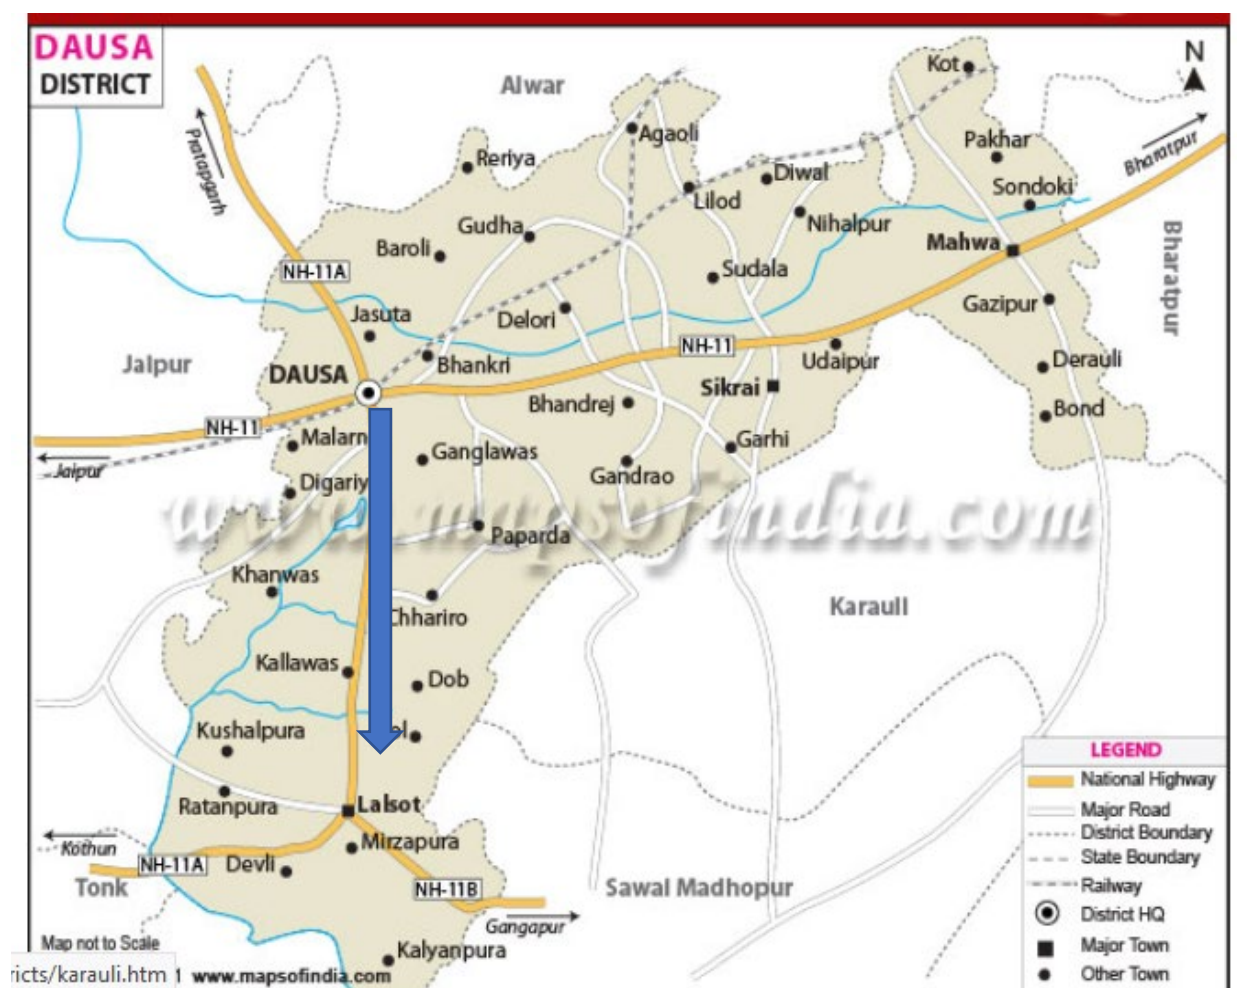 DAUSA
DISTRICT
N
Alwar
Kot
Pratapgarh
Agaoli
Pakhar
Bharatpur
Reriya
Diwal
Sondoki
Lilod
Gudha
Nihalpur
Baroli
Mahwa
Bharatpur
NH-11A
Sudala
Gazipur
Jasuta
Delori
NH-11
Jaipur
Bhankri
Udaipur
Derauli
DAUSA
Sikrai
Bhandrej
Bond
NH-11
Malarn
Garhi
Jaipur
Ganglawas
Digariy
Gandrao
www.mapsofindia.com
Paparda
Khanwas
Karauli
Chhariro
Kallawas
Dob
Kushalpura
ol
LEGEND
National Highway
Ratanpura
Lalsot
Major Road
District Boundary
Kothun
Mirzapura
State Boundary
NH-11A
Devli
Railway
Tonk
NH-11B
Sawai Madhopur
District HQ
Gangapur
Map not to Scale
Kalyanpura
Major Town
ricts/karauli.htm
1 www.mapsofindia.com
Other Town